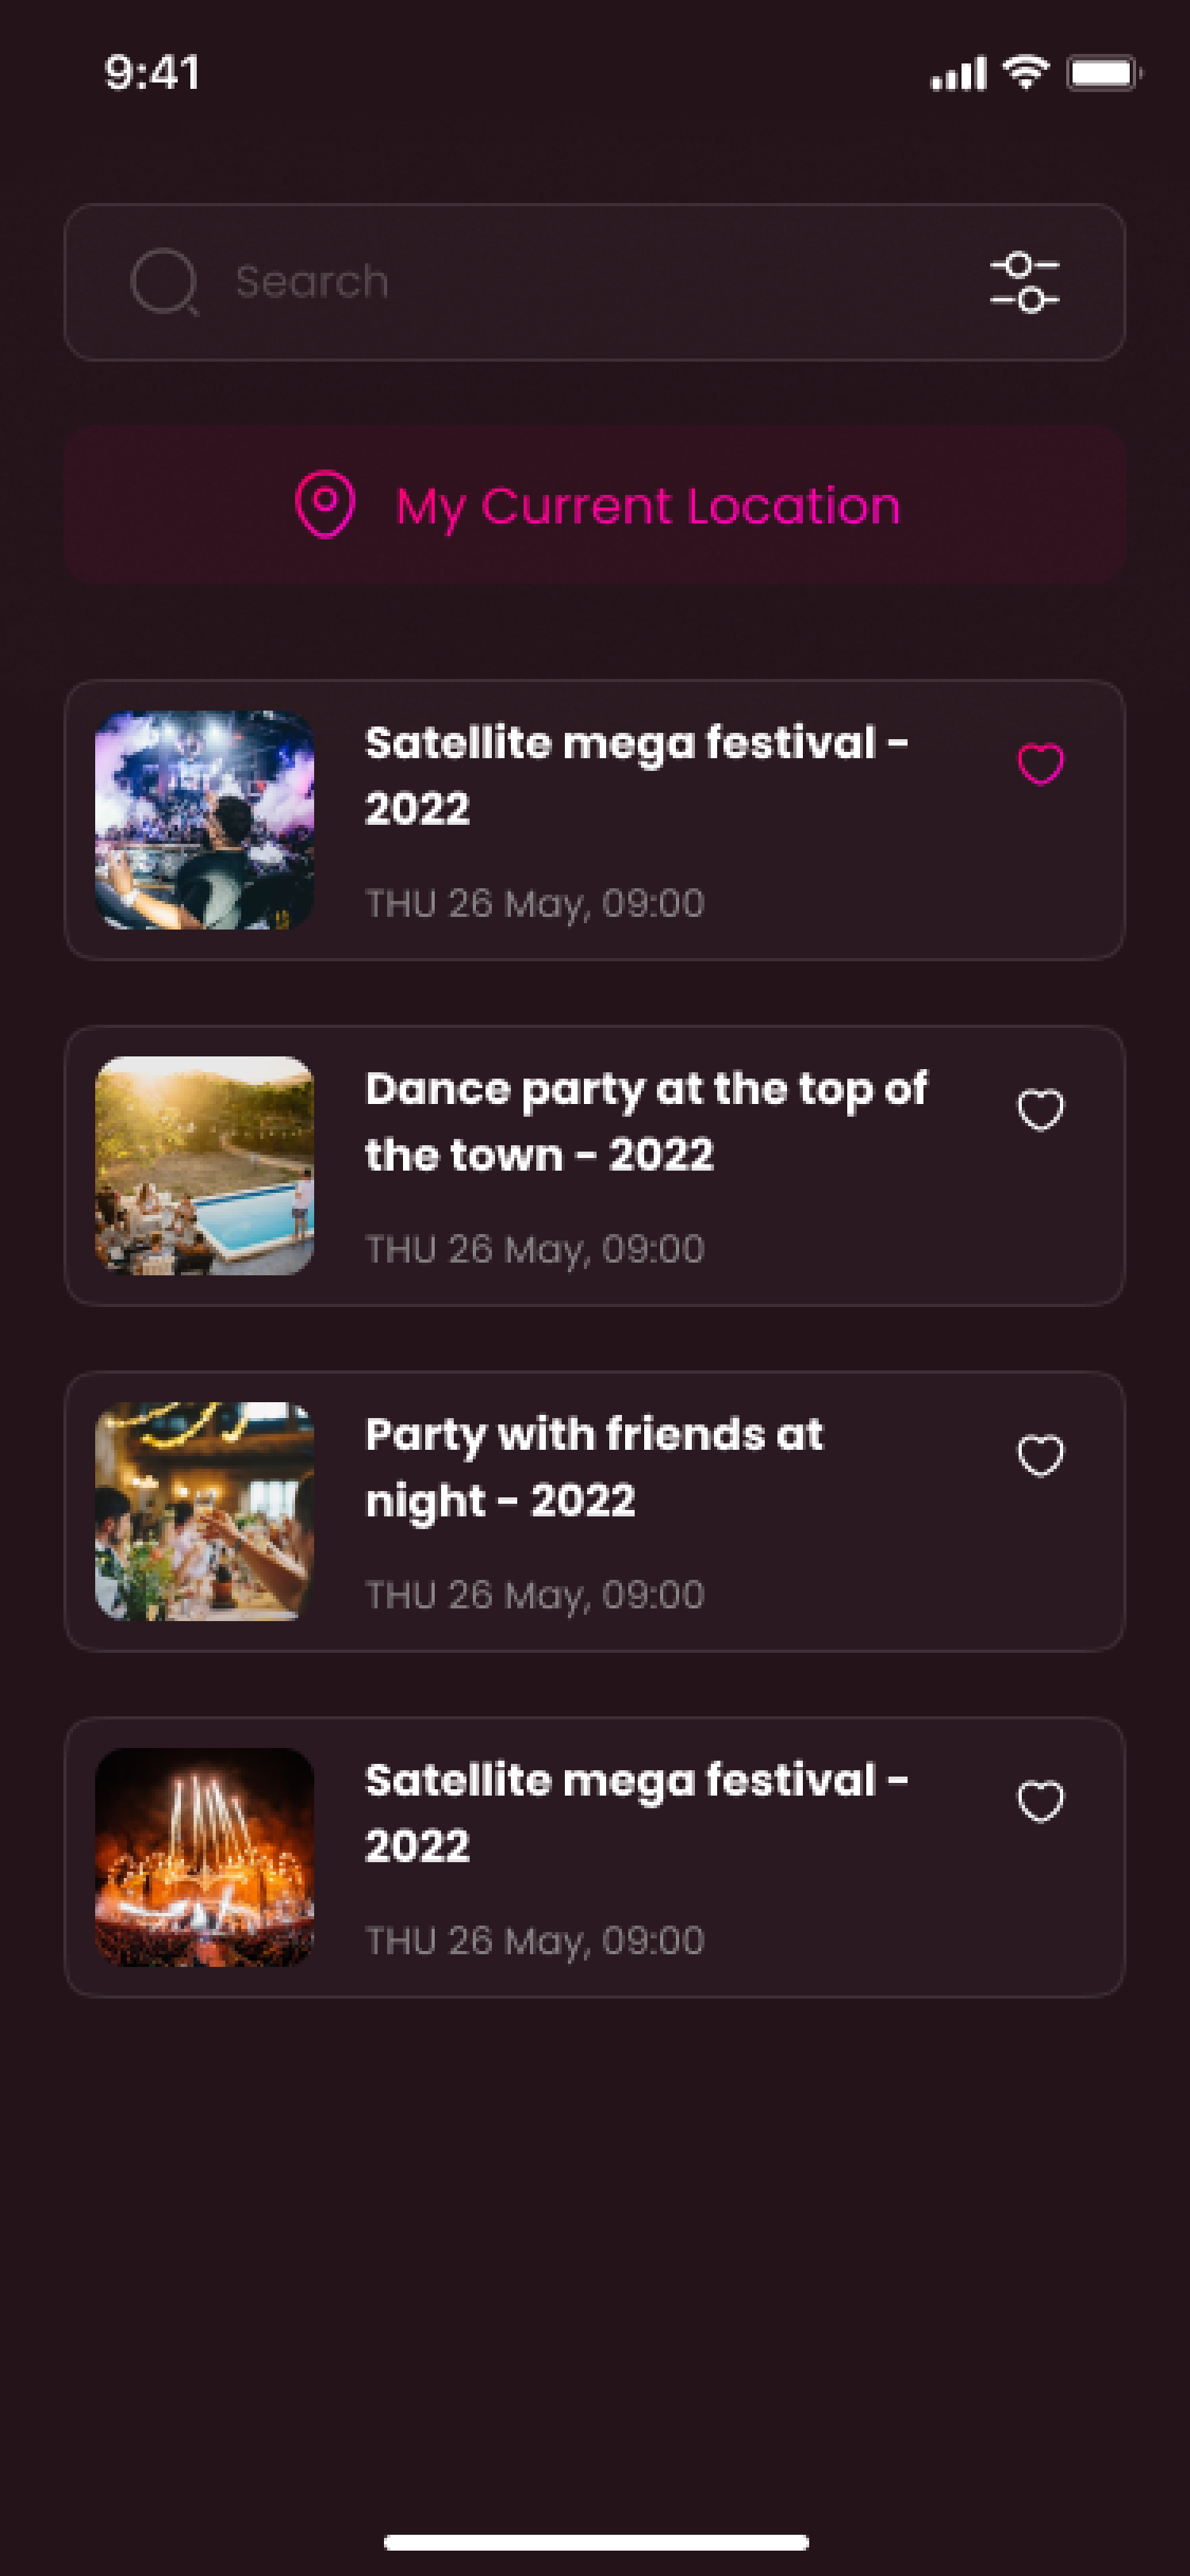 9:41
Search
My Current Location
Satellite mega festival -
2022
THU 26 May, 09:00
Dance party at the top of
the town - 2022
THU 26 May, 09:00
Party with friends at
night - 2022
THU 26 May, 09:00
Satellite mega festival -
2022
THU 26 May, 09:00